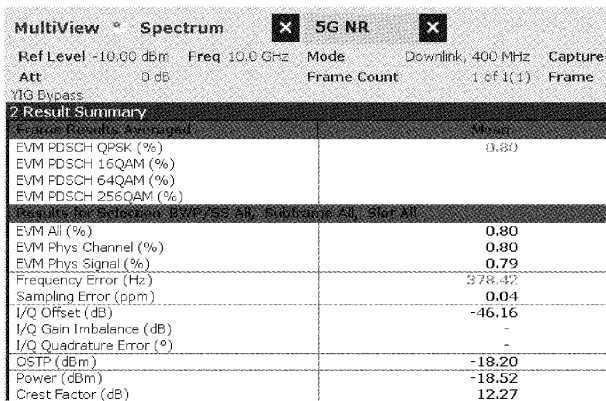 MultiView Spectrum X 5G NR X
Ref Level -10.00 dBm Freq 10.0 GHz Mode Downlink, 400 MHz Capture
Att 0 dB Frame Count 1 of 1(1) Frame
YIG Bypass
2 Result Summary
Frame Results Averaged Mean
EVM PDSCH QPSK (%) 0.80
EVM PDSCH 16QAM (%)
EVM PDSCH 64QAM (%)
EVM PDSCH 256QAM (%)
Results for Selection BWP/SS All, Subframe All, Slot All
EVM All (%) 0.80
EVM Phys Channel (%) 0.80
EVM Phys Signal (%) 0.79
Frequency Error (Hz) 378.42
Sampling Error (ppm) 0.04
I/Q Offset (dB) -46.16
I/Q Gain Imbalance (dB) -
I/Q Quadrature Error (°) -
OSTP (dBm) -18.20
Power (dBm) -18.52
Crest Factor (dB) 12.27